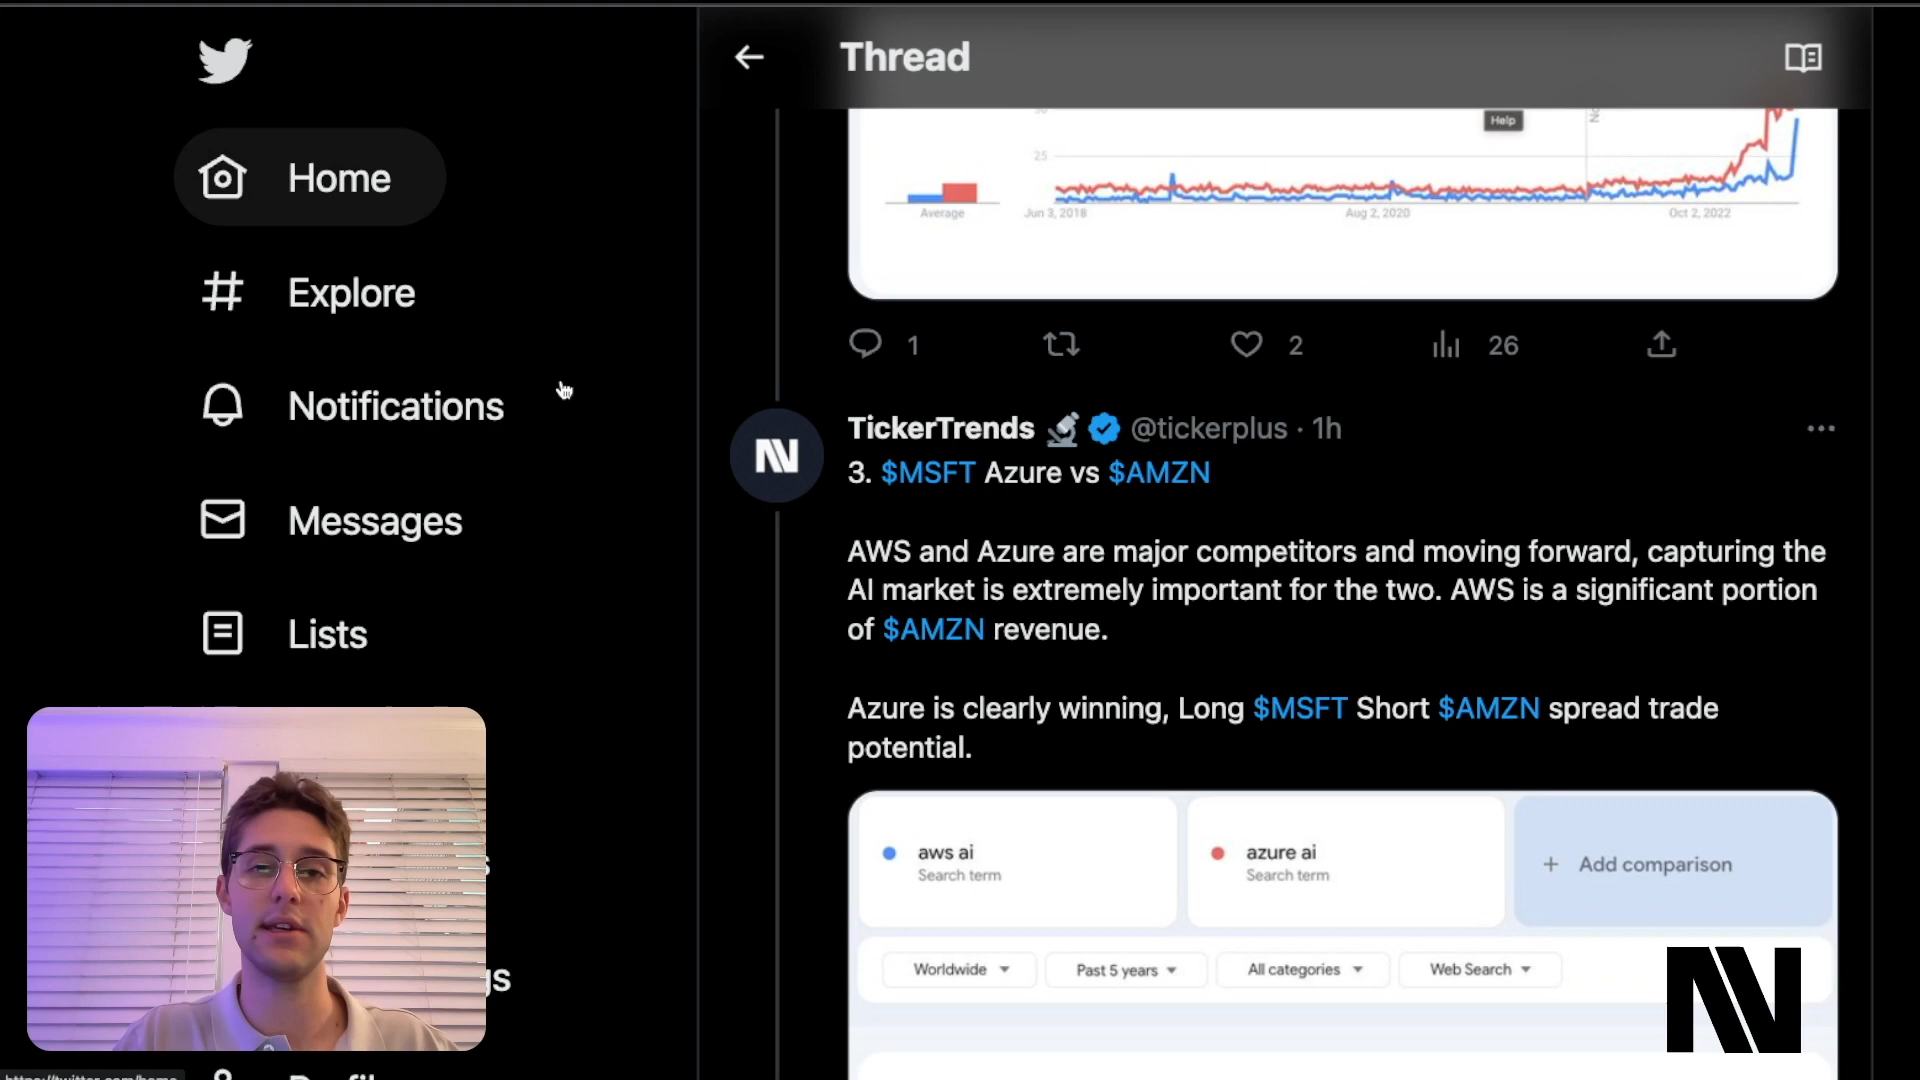 Thread
Home
Explore
Notifications
Messages
Lists
25
Help
Average
Jun 3, 2018
Aug 2, 2020
Oct 2, 2022
1
2
26
TickerTrends @tickerplus · 1h
3. $MSFT Azure vs $AMZN
AWS and Azure are major competitors and moving forward, capturing the
AI market is extremely important for the two. AWS is a significant portion
of $AMZN revenue.
Azure is clearly winning, Long $MSFT Short $AMZN spread trade
potential.
aws ai
Search term
azure ai
Search term
+ Add comparison
Worldwide
Past 5 years
All categories
Web Search